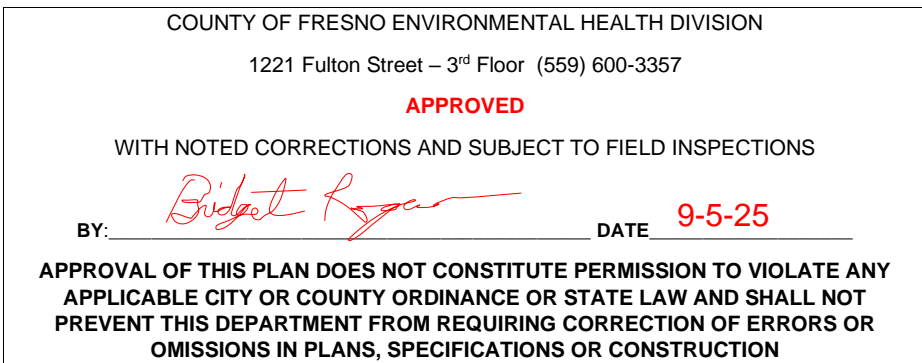 COUNTY OF FRESNO ENVIRONMENTAL HEALTH DIVISION
1221 Fulton Street – 3rd Floor (559) 600-3357
APPROVED
WITH NOTED CORRECTIONS AND SUBJECT TO FIELD INSPECTIONS
BY: Bridget Rogers DATE 9-5-25
APPROVAL OF THIS PLAN DOES NOT CONSTITUTE PERMISSION TO VIOLATE ANY
APPLICABLE CITY OR COUNTY ORDINANCE OR STATE LAW AND SHALL NOT
PREVENT THIS DEPARTMENT FROM REQUIRING CORRECTION OF ERRORS OR
OMISSIONS IN PLANS, SPECIFICATIONS OR CONSTRUCTION